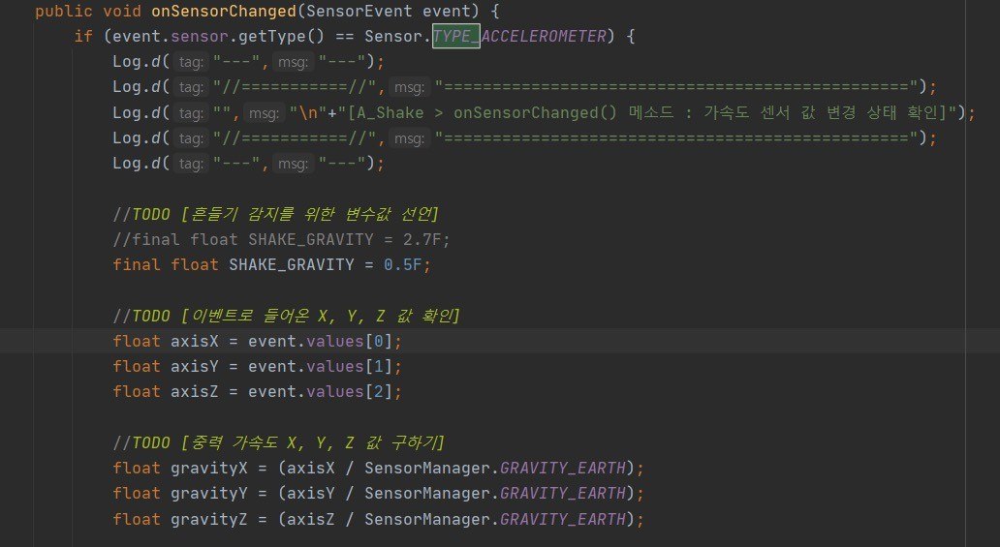 public void onSensorChanged(SensorEvent event) {
if (event.sensor.getType() == Sensor.TYPE_ACCELEROMETER) {
Log.d( tag: "---", msg: "---");
Log.d( tag: "//===========//", msg: "================================================");
Log.d( tag: "", msg: "\n"+"[A_Shake > onSensorChanged() 메소드 : 가속도 센서 값 변경 상태 확인]");
Log.d( tag: "//===========//", msg: "================================================");
Log.d( tag: "---", msg: "---");
//TODO [흔들기 감지를 위한 변수값 선언]
//final float SHAKE_GRAVITY = 2.7F;
final float SHAKE_GRAVITY = 0.5F;
//TODO [이벤트로 들어온 X, Y, Z 값 확인]
float axisX = event.values[0];
float axisY = event.values[1];
float axisZ = event.values[2];
//TODO [중력 가속도 X, Y, Z 값 구하기]
float gravityX = (axisX / SensorManager.GRAVITY_EARTH);
float gravityY = (axisY / SensorManager.GRAVITY_EARTH);
float gravityZ = (axisZ / SensorManager.GRAVITY_EARTH);